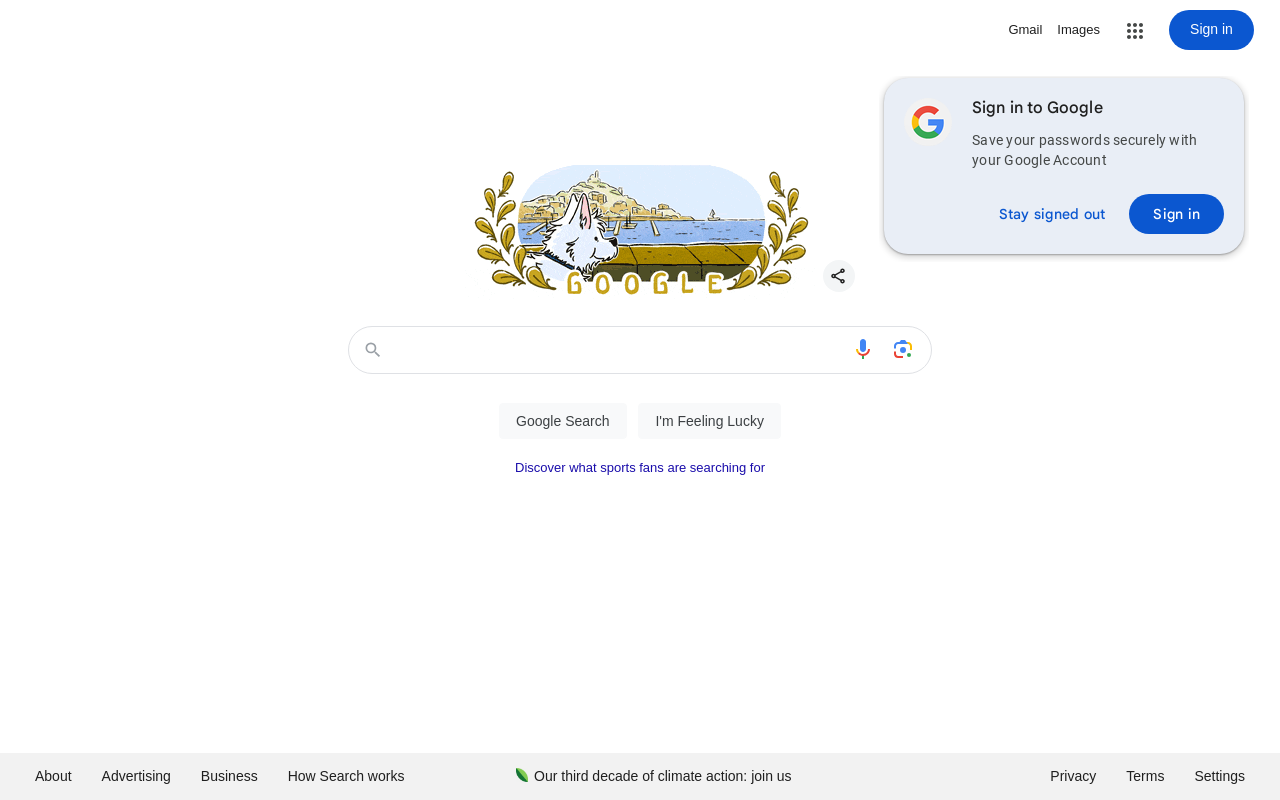 Gmail Images Sign in
Sign in to Google
Save your passwords securely with
your Google Account
Stay signed out Sign in
GOOGLE
Google Search I'm Feeling Lucky
Discover what sports fans are searching for
About Advertising Business How Search works Our third decade of climate action: join us Privacy Terms Settings